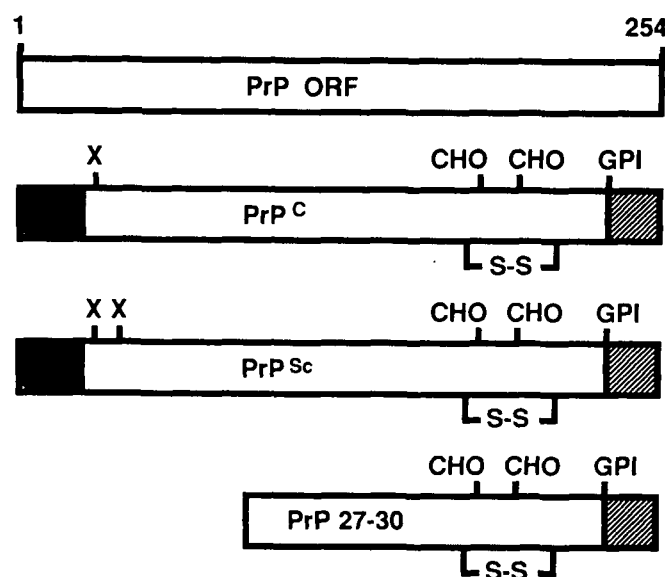 1 254
PrP ORF
X CHO CHO GPI
PrP C
S-S
X X CHO CHO GPI
PrP Sc
S-S
CHO CHO GPI
PrP 27-30
S-S